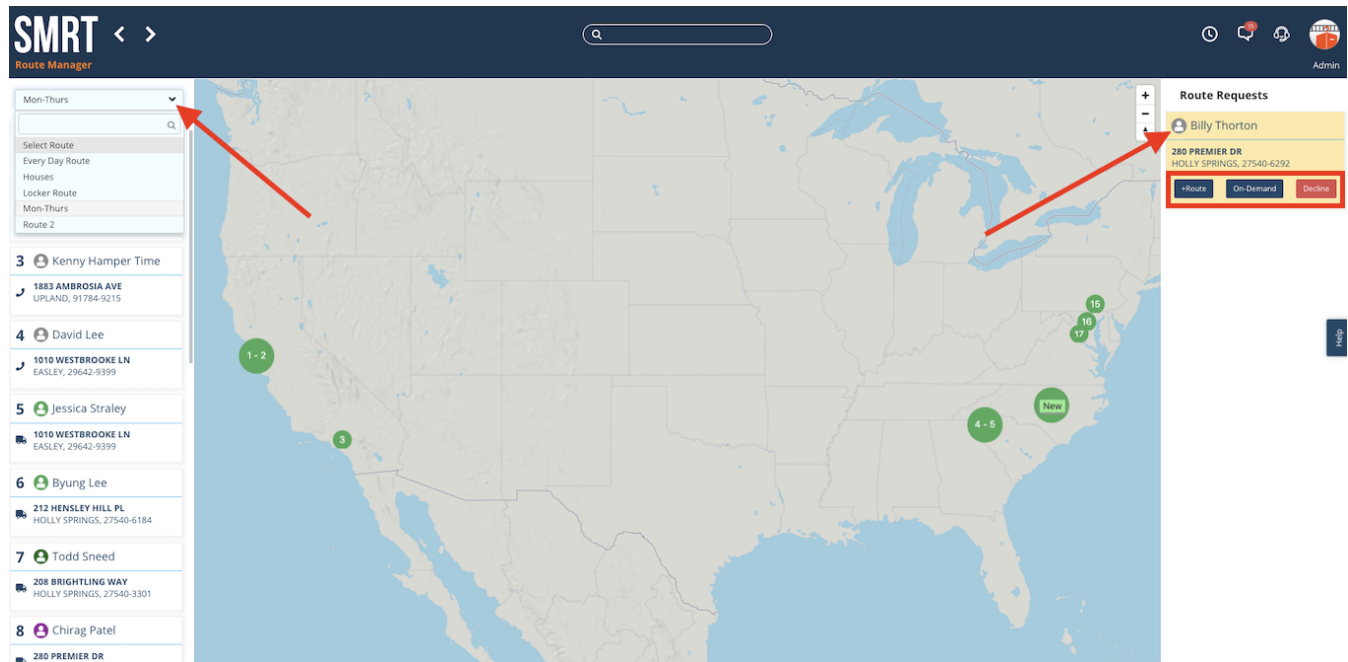 SMRT
Route Manager
15
Admin
Mon-Thurs
Select Route
Every Day Route
Houses
Locker Route
Mon-Thurs
Route 2
3 Kenny Hamper Time
1883 AMBROSIA AVE
UPLAND, 91784-9215
4 David Lee
1010 WESTBROOKE LN
EASLEY, 29642-9399
5 Jessica Straley
1010 WESTBROOKE LN
EASLEY, 29642-9399
6 Byung Lee
212 HENSLEY HILL PL
HOLLY SPRINGS, 27540-6184
7 Todd Sneed
208 BRIGHTLING WAY
HOLLY SPRINGS, 27540-3301
8 Chirag Patel
280 PREMIER DR
1 - 2
3
4 - 5
New
15
16
17
Route Requests
Billy Thorton
280 PREMIER DR
HOLLY SPRINGS, 27540-6292
+Route On-Demand Decline
Help